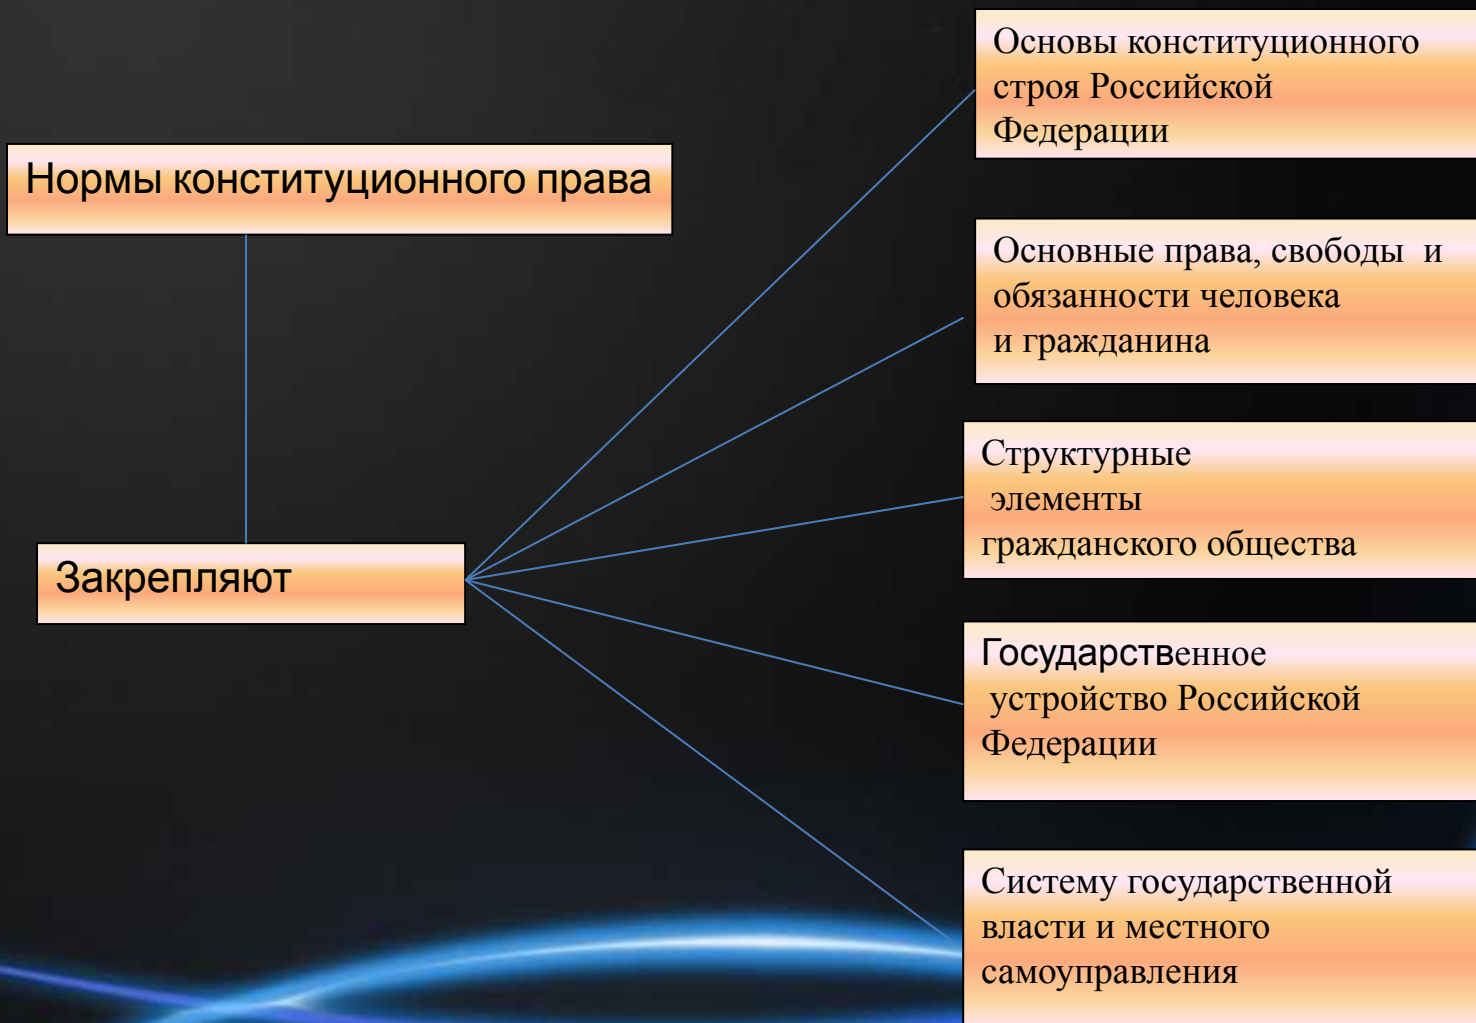 Нормы конституционного права
Закрепляют
Основы конституционного
строя Российской
Федерации
Основные права, свободы  и
обязанности человека
и гражданина
Структурные
элементы
гражданского общества
Государственное
устройство Российской
Федерации
Систему государственной
власти и местного
самоуправления